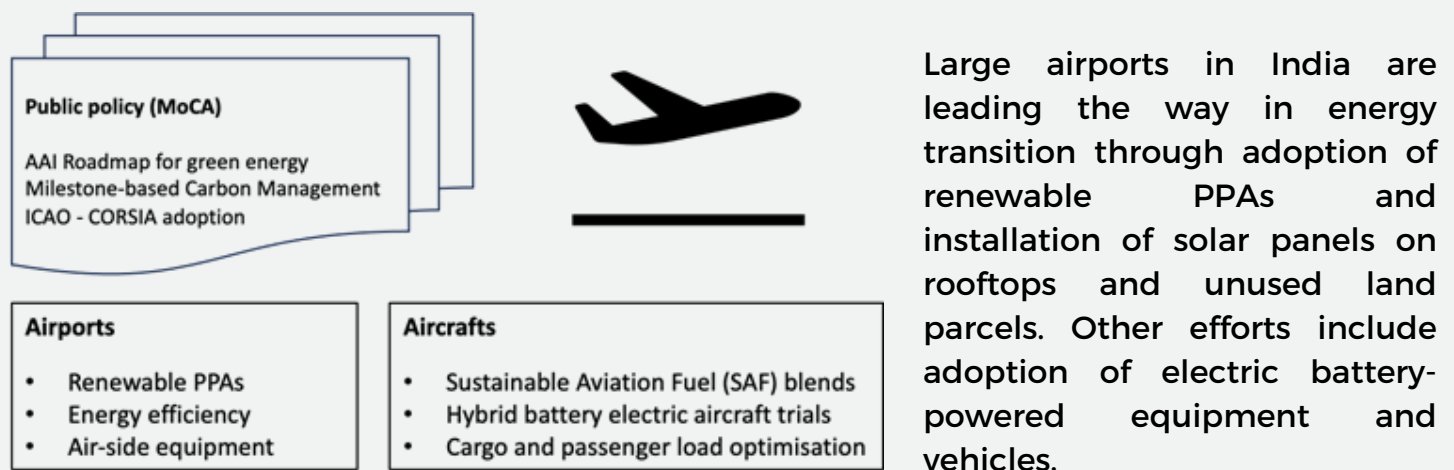 Public policy (MoCA)
AAI Roadmap for green energy
Milestone-based Carbon Management
ICAO - CORSIA adoption
Airports
• Renewable PPAs
• Energy efficiency
• Air-side equipment
Aircrafts
• Sustainable Aviation Fuel (SAF) blends
• Hybrid battery electric aircraft trials
• Cargo and passenger load optimisation
Large airports in India are
leading the way in energy
transition through adoption of
renewable PPAs and
installation of solar panels on
rooftops and unused land
parcels. Other efforts include
adoption of electric battery-
powered equipment and
vehicles.